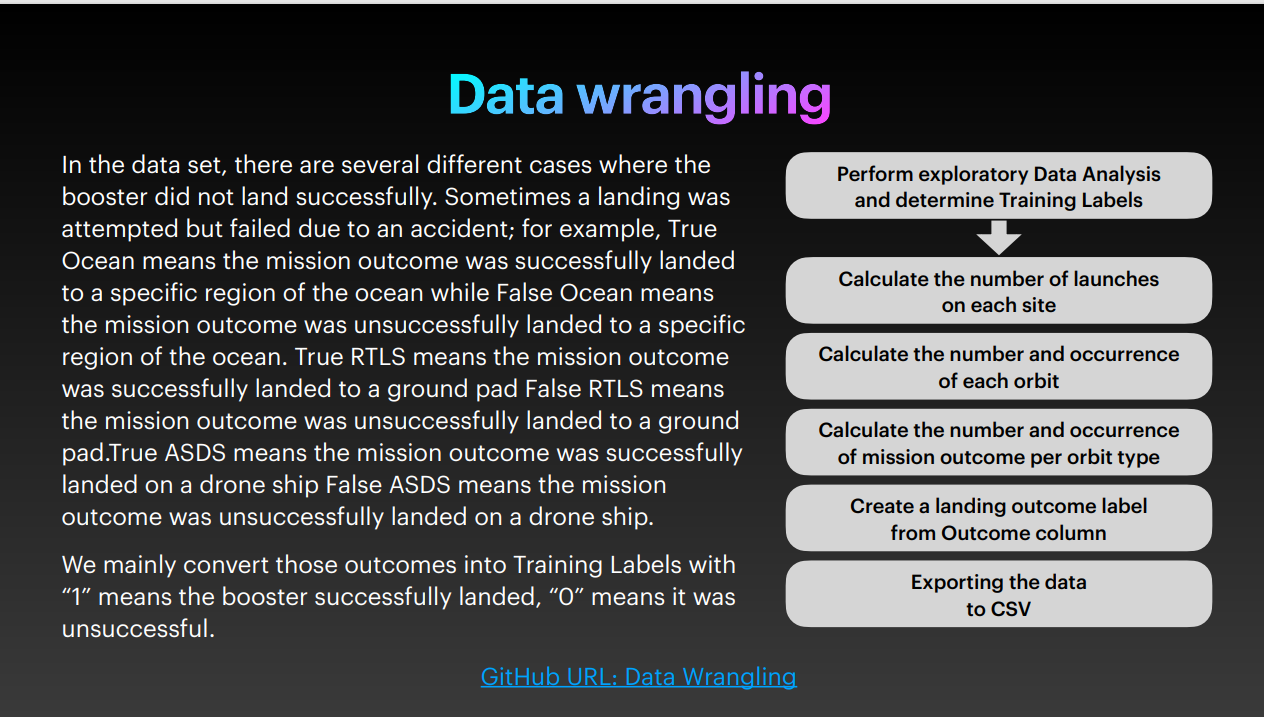 Data wrangling
In the data set, there are several different cases where the
booster did not land successfully. Sometimes a landing was
attempted but failed due to an accident; for example, True
Ocean means the mission outcome was successfully landed
to a specific region of the ocean while False Ocean means
the mission outcome was unsuccessfully landed to a specific
region of the ocean. True RTLS means the mission outcome
was successfully landed to a ground pad False RTLS means
the mission outcome was unsuccessfully landed to a ground
pad.True ASDS means the mission outcome was successfully
landed on a drone ship False ASDS means the mission
outcome was unsuccessfully landed on a drone ship.
We mainly convert those outcomes into Training Labels with
“1” means the booster successfully landed, “0” means it was
unsuccessful.
Perform exploratory Data Analysis
and determine Training Labels
Calculate the number of launches
on each site
Calculate the number and occurrence
of each orbit
Calculate the number and occurrence
of mission outcome per orbit type
Create a landing outcome label
from Outcome column
Exporting the data
to CSV
GitHub URL: Data Wrangling